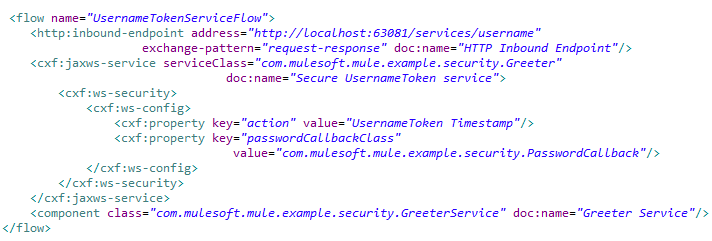 <flow name="UsernameTokenServiceFlow">
<http:inbound-endpoint address="http://localhost:63081/services/username"
exchange-pattern="request-response" doc:name="HTTP Inbound Endpoint"/>
<cxf:jaxws-service serviceClass="com.mulesoft.mule.example.security.Greeter"
doc:name="Secure UsernameToken service">
<cxf:ws-security>
<cxf:ws-config>
<cxf:property key="action" value="UsernameToken Timestamp"/>
<cxf:property key="passwordCallbackClass"
value="com.mulesoft.mule.example.security.PasswordCallback"/>
</cxf:ws-config>
</cxf:ws-security>
</cxf:jaxws-service>
<component class="com.mulesoft.mule.example.security.GreeterService" doc:name="Greeter Service"/>
</flow>